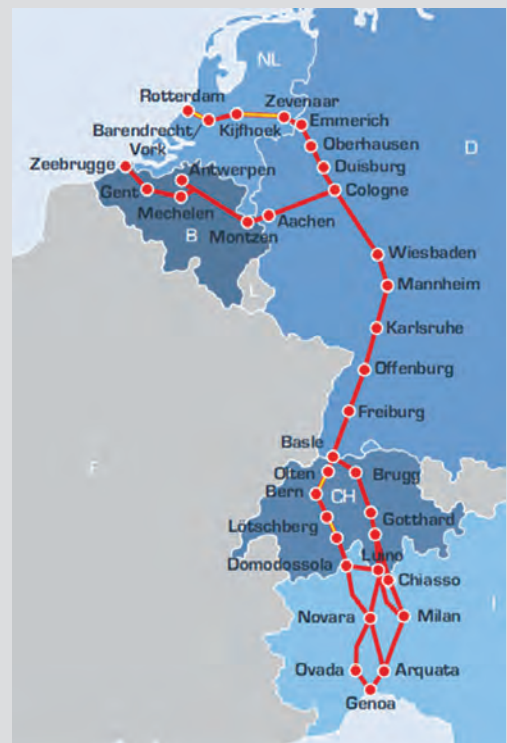 NL
Rotterdam
Zevenaar
Emmerich
Barendrecht
Kijfhoek
Vork
Oberhausen
D
Zeebrugge
Antwerpen
Duisburg
Gent
Cologne
Mechelen
Aachen
B
Montzen
Wiesbaden
L
Mannheim
Karlsruhe
Offenburg
Freiburg
Basle
F
Olten
Brugg
Bern
CH
Gotthard
Lötschberg
Domodossola
Luino
Chiasso
I
Novara
Milan
Ovada
Arquata
Genoa